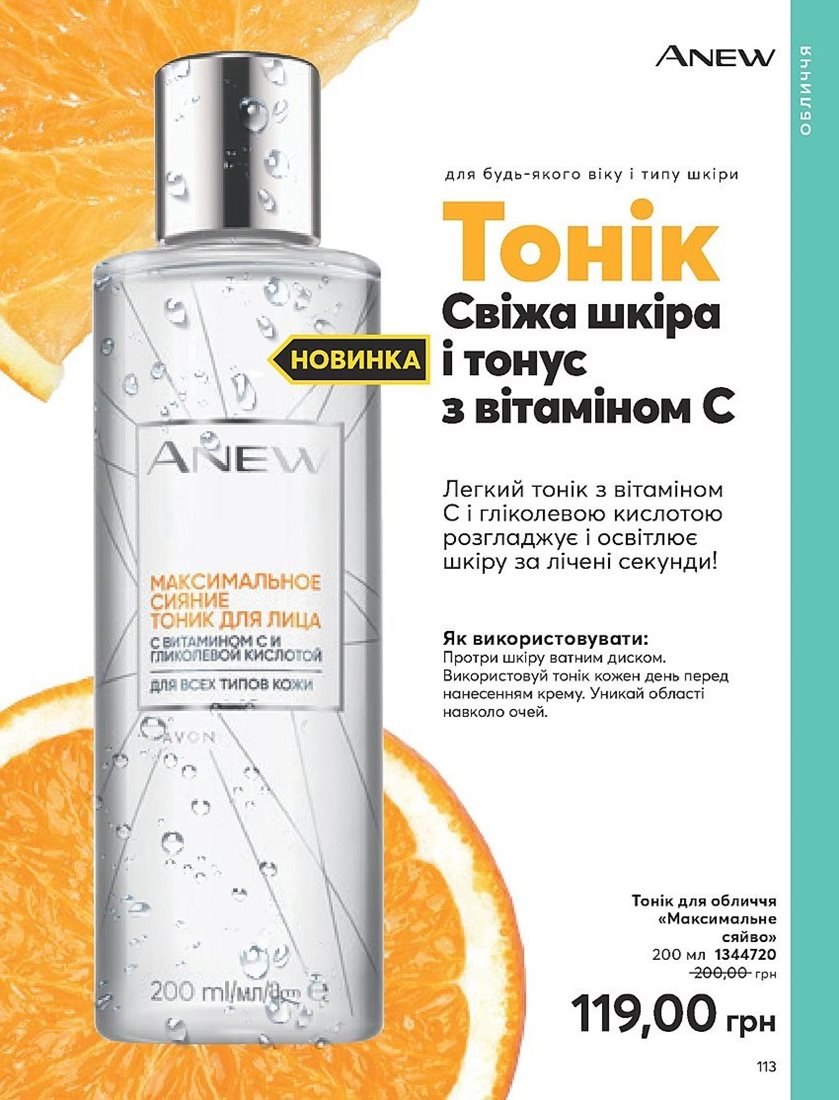 ANEW
ОБЛИЧЧЯ
для будь-якого віку і типу шкіри
Тонік
Свіжа шкіра
і тонус
з вітаміном С
НОВИНКА
Легкий тонік з вітаміном
С і гліколевою кислотою
розгладжує і освітлює
шкіру за лічені секунди!
Як використовувати:
Протри шкіру ватним диском.
Використовуй тонік кожен день перед
нанесенням крему. Уникай області
навколо очей.
ANEW
МАКСИМАЛЬНОЕ
СИЯНИЕ
ТОНИК ДЛЯ ЛИЦА
С ВИТАМИНОМ С И
ГЛИКОЛЕВОЙ КИСЛОТОЙ
ДЛЯ ВСЕХ ТИПОВ КОЖИ
AVON
200 ml/мл/
Тонік для обличчя
«Максимальне
сяйво»
200 мл 1344720
200,00 грн
119,00 грн
113